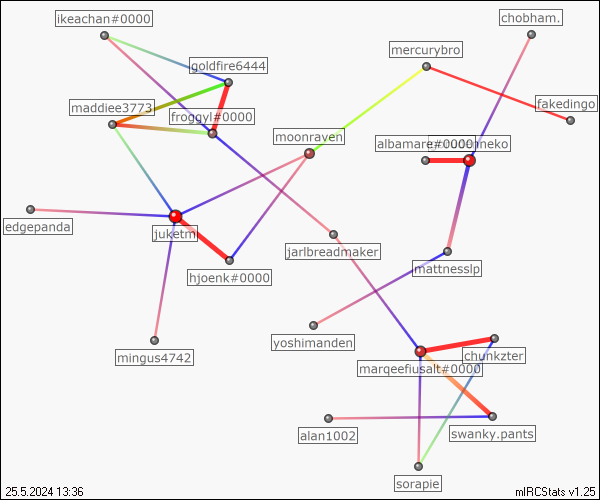 ikeachan#0000
chobham.
mercurybro
goldfire6444
maddiee3773
fakedingo
froggyl#0000
moonraven
albamare#0000
neko
edgepanda
juketm
jarlbreadmaker
mattnesslp
hjoenk#0000
yoshimanden
mingus4742
chunkzter
marqeefiusalt#0000
alan1002
swanky.pants
sorapie
25.5.2024 13:36
mIRCStats v1.25